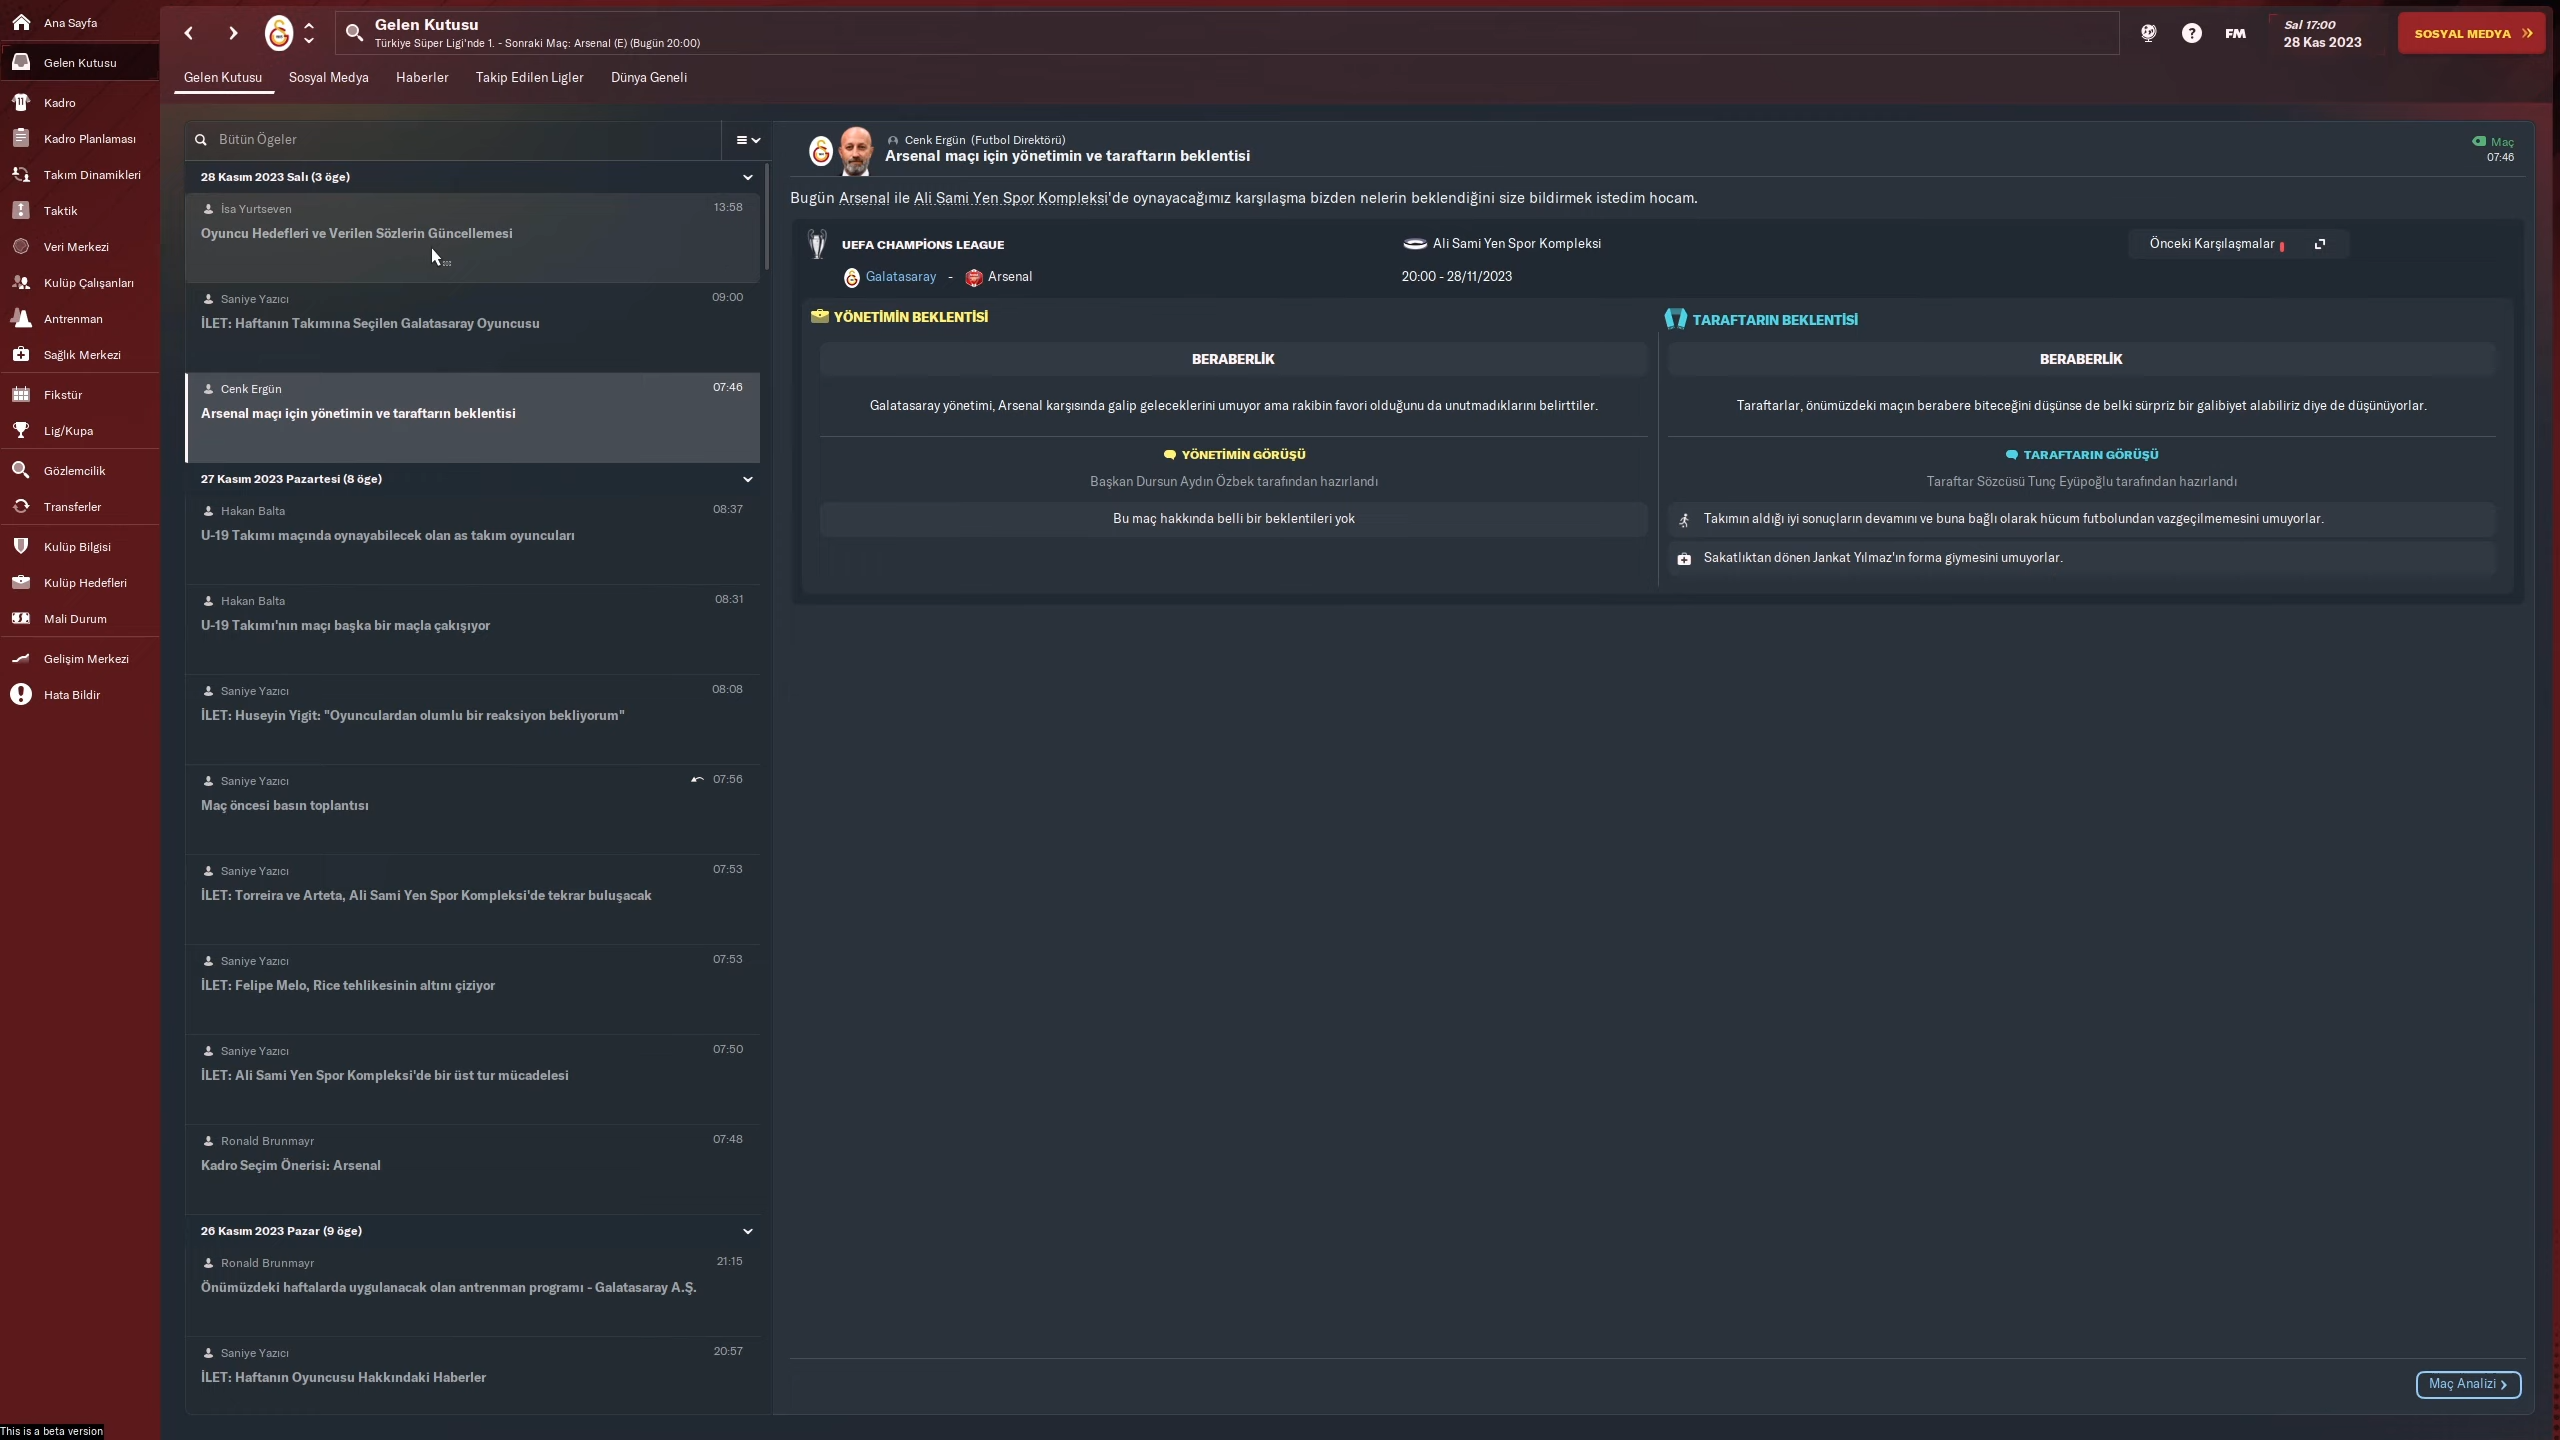 Ana Sayfa
Gelen Kutusu
Kadro
Kadro Planlaması
Takım Dinamikleri
Taktik
Veri Merkezi
Kulüp Çalışanları
Antrenman
Sağlık Merkezi
Fikstür
Lig/Kupa
Gözlemcilik
Transferler
Kulüp Bilgisi
Kulüp Hedefleri
Mali Durum
Gelişim Merkezi
Hata Bildir
This is a beta version
Gelen Kutusu
Türkiye Süper Ligi'nde 1. - Sonraki Maç: Arsenal (E) (Bugün 20:00)
FM
Sal 17:00
28 Kas 2023
SOSYAL MEDYA
Gelen Kutusu Sosyal Medya Haberler Takip Edilen Ligler Dünya Geneli
Bütün Ögeler
28 Kasım 2023 Salı (3 öge)
İsa Yurtseven 13:58
Oyuncu Hedefleri ve Verilen Sözlerin Güncellemesi
Saniye Yazıcı 09:00
İLET: Haftanın Takımına Seçilen Galatasaray Oyuncusu
Cenk Ergün 07:46
Arsenal maçı için yönetimin ve taraftarın beklentisi
27 Kasım 2023 Pazartesi (8 öge)
Hakan Balta 08:37
U-19 Takımı maçında oynayabilecek olan as takım oyuncuları
Hakan Balta 08:31
U-19 Takımı'nın maçı başka bir maçla çakışıyor
Saniye Yazıcı 08:08
İLET: Huseyin Yigit: "Oyunculardan olumlu bir reaksiyon bekliyorum"
Saniye Yazıcı 07:56
Maç öncesi basın toplantısı
Saniye Yazıcı 07:53
İLET: Torreira ve Arteta, Ali Sami Yen Spor Kompleksi'de tekrar buluşacak
Saniye Yazıcı 07:53
İLET: Felipe Melo, Rice tehlikesinin altını çiziyor
Saniye Yazıcı 07:50
İLET: Ali Sami Yen Spor Kompleksi'de bir üst tur mücadelesi
Ronald Brunmayr 07:48
Kadro Seçim Önerisi: Arsenal
26 Kasım 2023 Pazar (9 öge)
Ronald Brunmayr 21:15
Önümüzdeki haftalarda uygulanacak olan antrenman programı - Galatasaray A.Ş.
Saniye Yazıcı 20:57
İLET: Haftanın Oyuncusu Hakkındaki Haberler
Cenk Ergün (Futbol Direktörü)
Arsenal maçı için yönetimin ve taraftarın beklentisi
Maç
07:46
Bugün Arsenal ile Ali Sami Yen Spor Kompleksi'de oynayacağımız karşılaşma bizden nelerin beklendiğini size bildirmek istedim hocam.
UEFA CHAMPİONS LEAGUE
Ali Sami Yen Spor Kompleksi
Önceki Karşılaşmalar
Galatasaray - Arsenal
20:00 - 28/11/2023
YÖNETİMİN BEKLENTİSİ
BERABERLİK
Galatasaray yönetimi, Arsenal karşısında galip geleceklerini umuyor ama rakibin favori olduğunu da unutmadıklarını belirttiler.
YÖNETİMİN GÖRÜŞÜ
Başkan Dursun Aydın Özbek tarafından hazırlandı
Bu maç hakkında belli bir beklentileri yok
TARAFTARIN BEKLENTİSİ
BERABERLİK
Taraftarlar, önümüzdeki maçın berabere biteceğini düşünse de belki sürpriz bir galibiyet alabiliriz diye de düşünüyorlar.
TARAFTARIN GÖRÜŞÜ
Taraftar Sözcüsü Tunç Eyüpoğlu tarafından hazırlandı
Takımın aldığı iyi sonuçların devamını ve buna bağlı olarak hücum futbolundan vazgeçilmemesini umuyorlar.
Sakatlıktan dönen Jankat Yılmaz'ın forma giymesini umuyorlar.
Maç Analizi